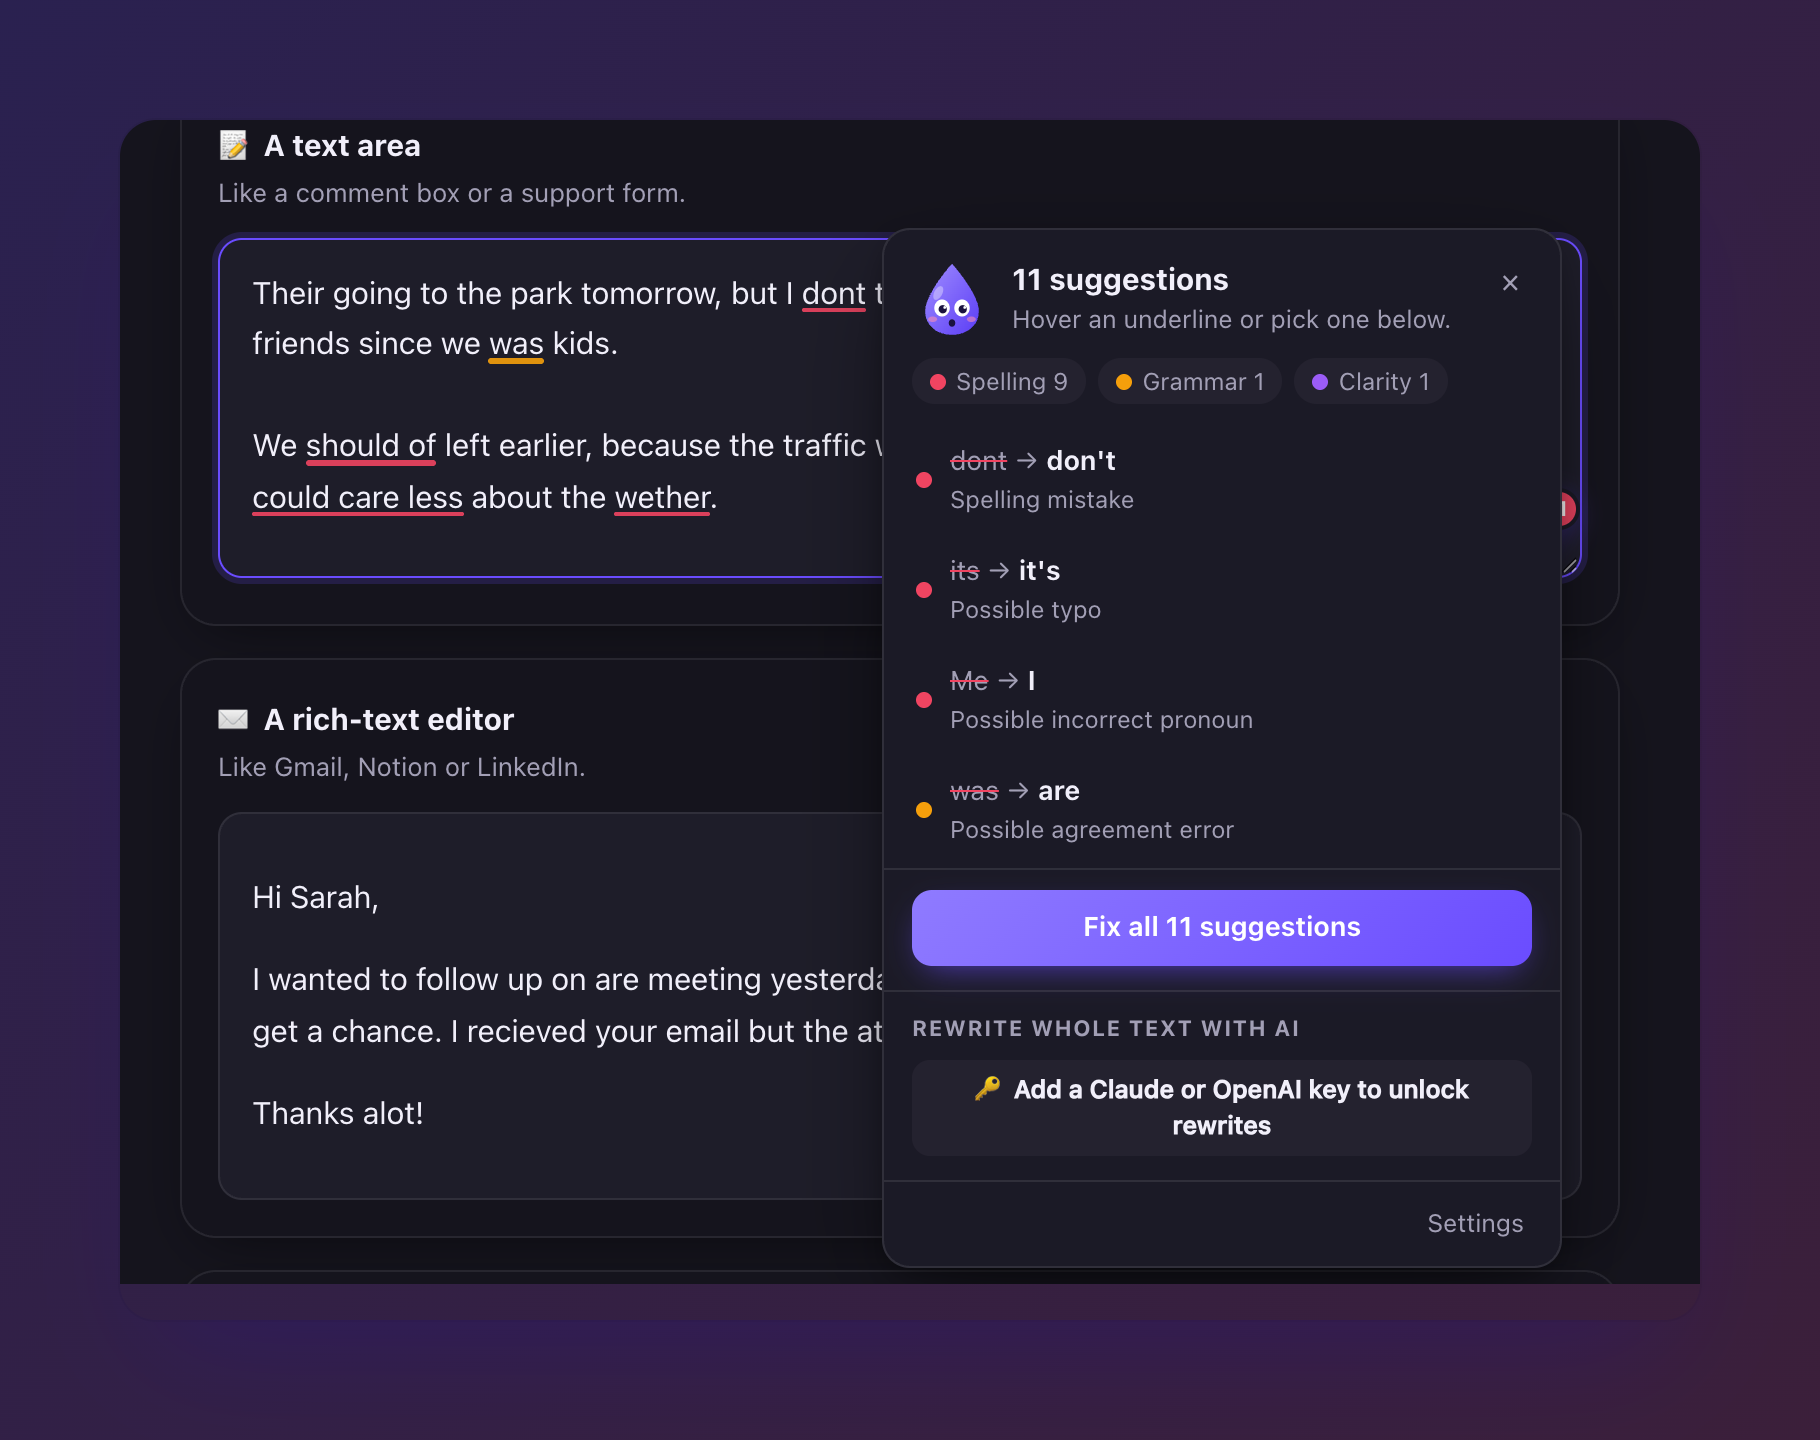 A text area
Like a comment box or a support form.
Their going to the park tomorrow, but I dont
friends since we was kids.
We should of left earlier, because the traffic
could care less about the wether.
11 suggestions
Hover an underline or pick one below.
Spelling 9
Grammar 1
Clarity 1
dont → don't
Spelling mistake
its → it's
Possible typo
Me → I
Possible incorrect pronoun
was → are
Possible agreement error
Fix all 11 suggestions
REWRITE WHOLE TEXT WITH AI
Add a Claude or OpenAI key to unlock
rewrites
Settings
A rich-text editor
Like Gmail, Notion or LinkedIn.
Hi Sarah,
I wanted to follow up on are meeting
get a chance. I recieved your email but the
Thanks alot!